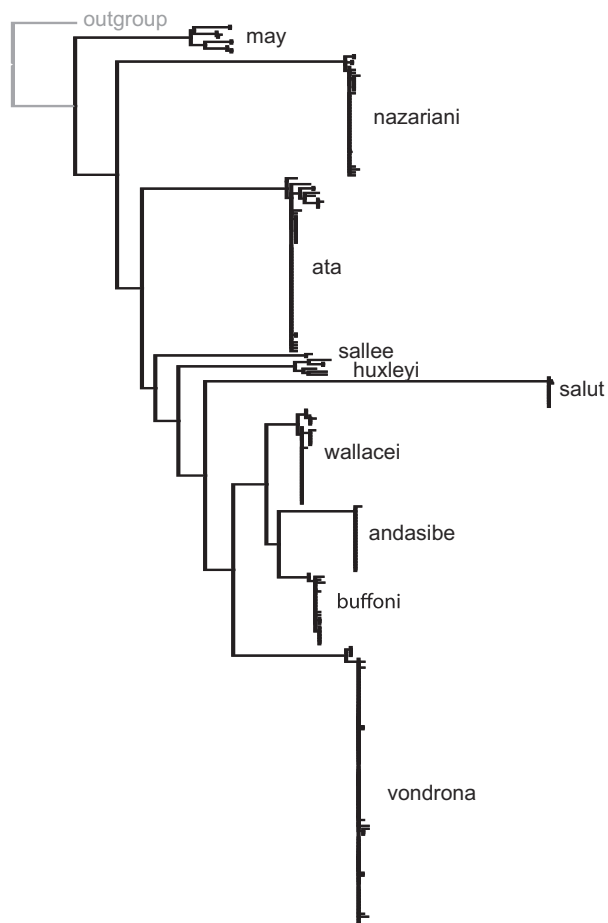 outgroup
may
nazariani
ata
sallee
huxleyi
salut
wallacei
andasibe
buffoni
vondrona